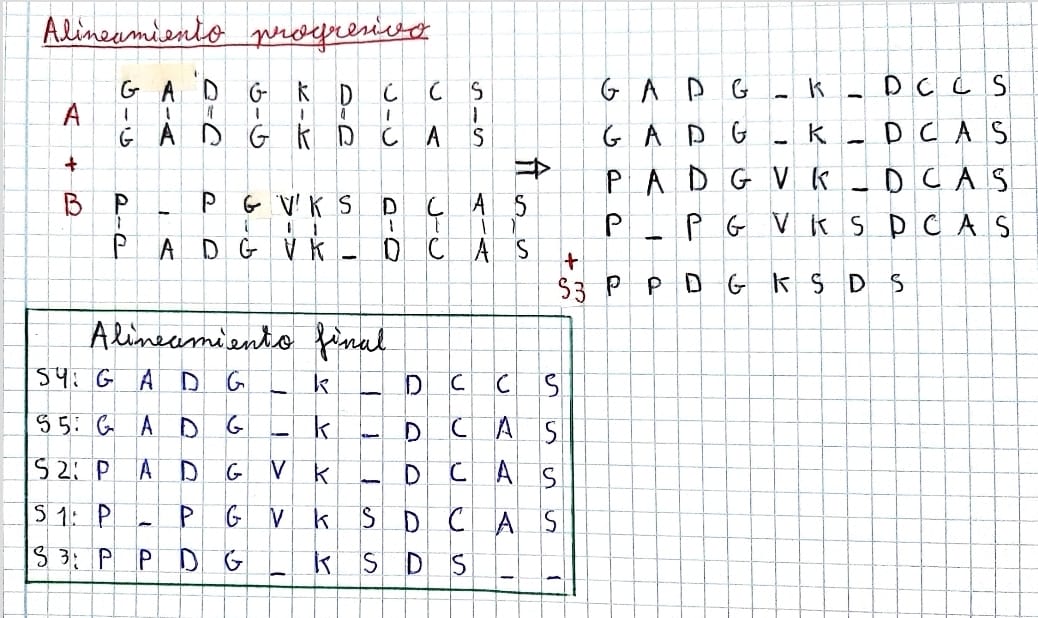 Alineamiento progresivo
A
G A D G K D C C S
G A D G K D C A S
+
B
P _ P G V K S D C A S
P A D G V K _ D C A S
⇒
G A D G _ K _ D C C S
G A D G _ K _ D C A S
P A D G V K _ D C A S
P _ P G V K S D C A S
+
S3 P P D G K S D S
Alineamiento final
S4: G A D G _ K _ D C C S
S5: G A D G _ K _ D C A S
S2: P A D G V K _ D C A S
S1: P _ P G V K S D C A S
S3: P P D G _ K S D S _ _